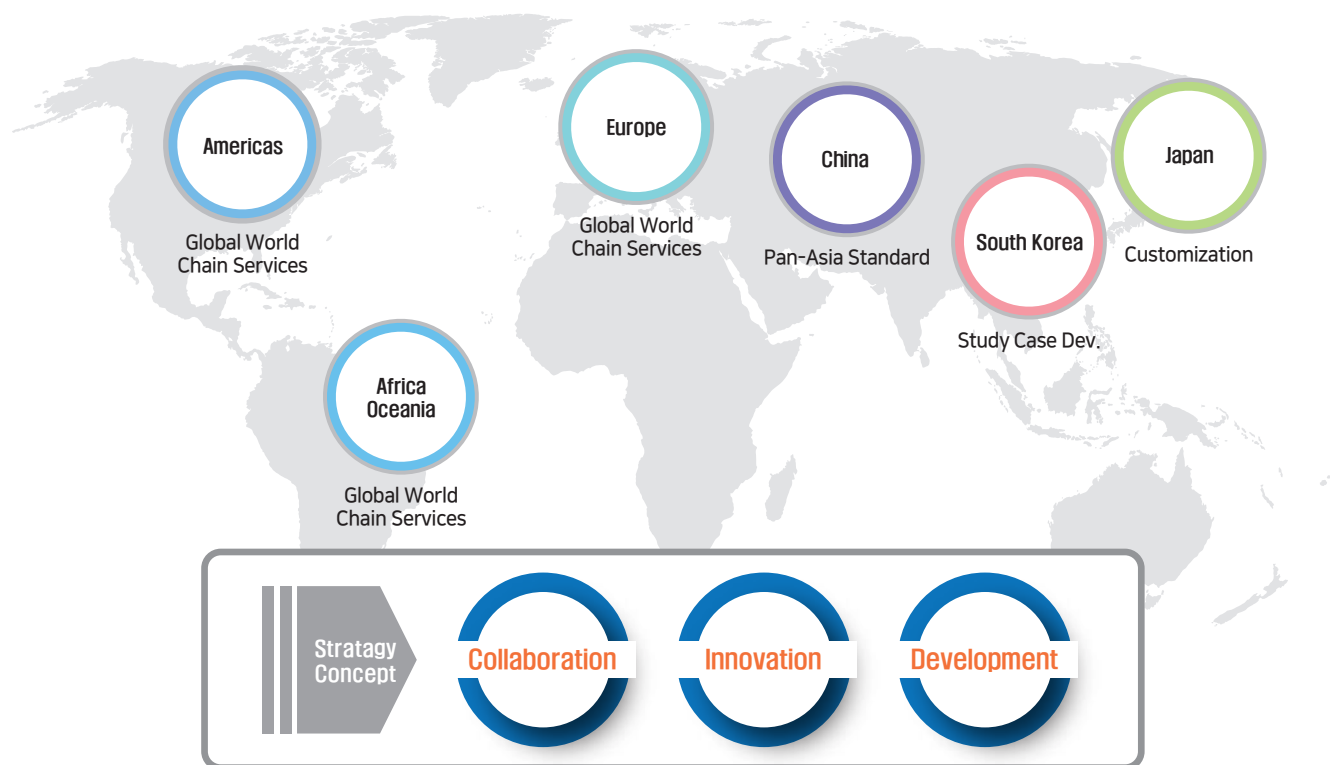 Americas
Global World
Chain Services
Europe
Global World
Chain Services
China
Pan-Asia Standard
South Korea
Study Case Dev.
Japan
Customization
Africa
Oceania
Global World
Chain Services
Stratagy
Concept
Collaboration
Innovation
Development